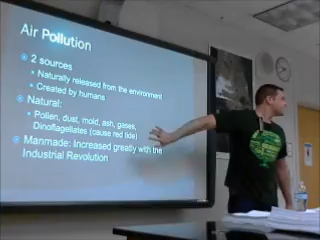 Air Pollution
2 sources
Naturally released from the environment
Created by humans
Natural:
Pollen, dust, mold, ash, gases,
Dinoflagellates (cause red tide)
Manmade: Increased greatly with the
Industrial Revolution